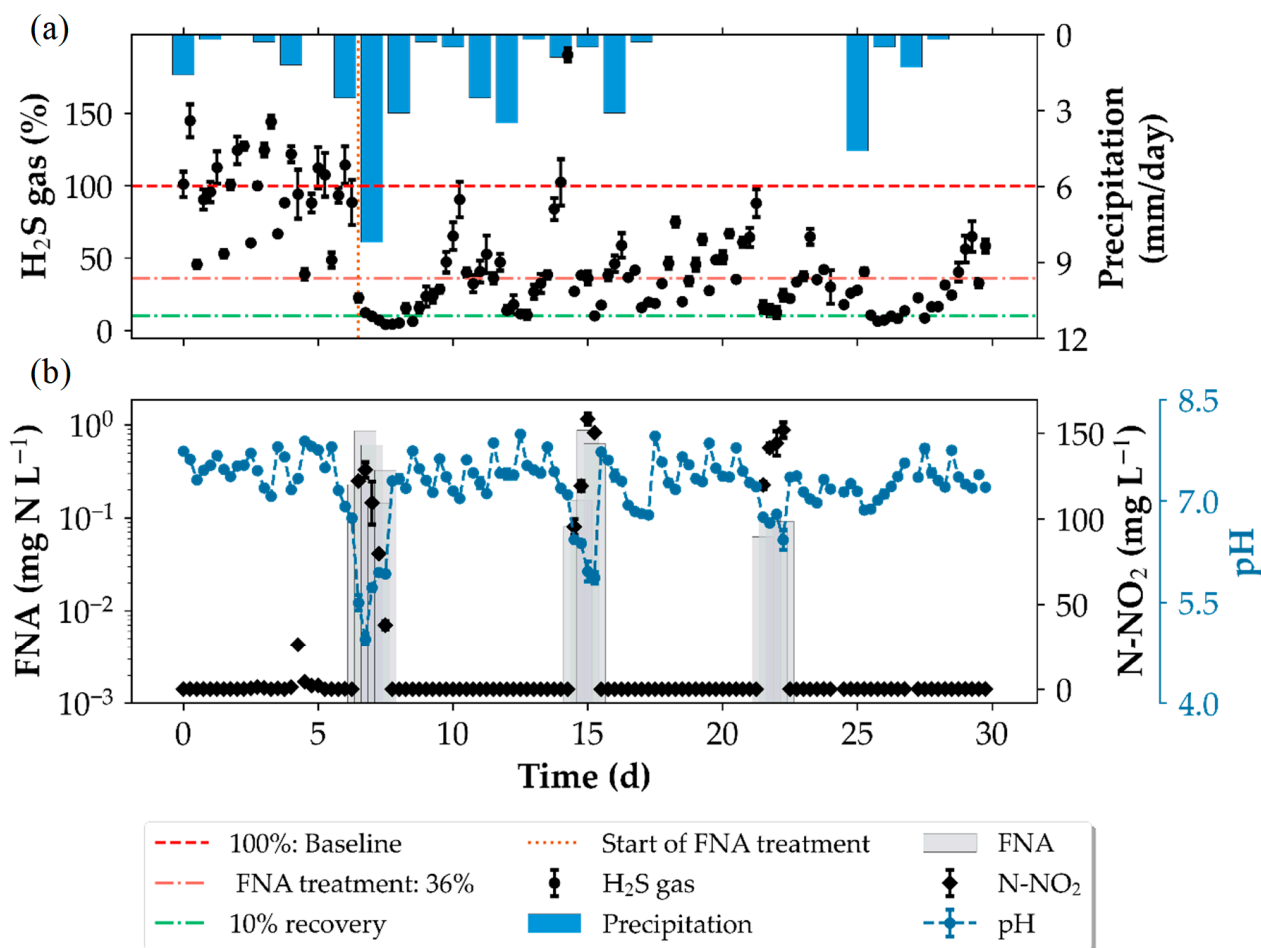 (a)
H₂S gas (%)
150
100
50
0
0
3
6
9
12
Precipitation
(mm/day)
(b)
FNA (mg N L⁻¹)
10⁰
10⁻¹
10⁻²
10⁻³
150
100
50
0
N-NO₂ (mg L⁻¹)
8.5
7.0
5.5
4.0
pH
0 5 10 15 20 25 30
Time (d)
100%: Baseline
FNA treatment: 36%
10% recovery
Start of FNA treatment
H₂S gas
Precipitation
FNA
N-NO₂
pH